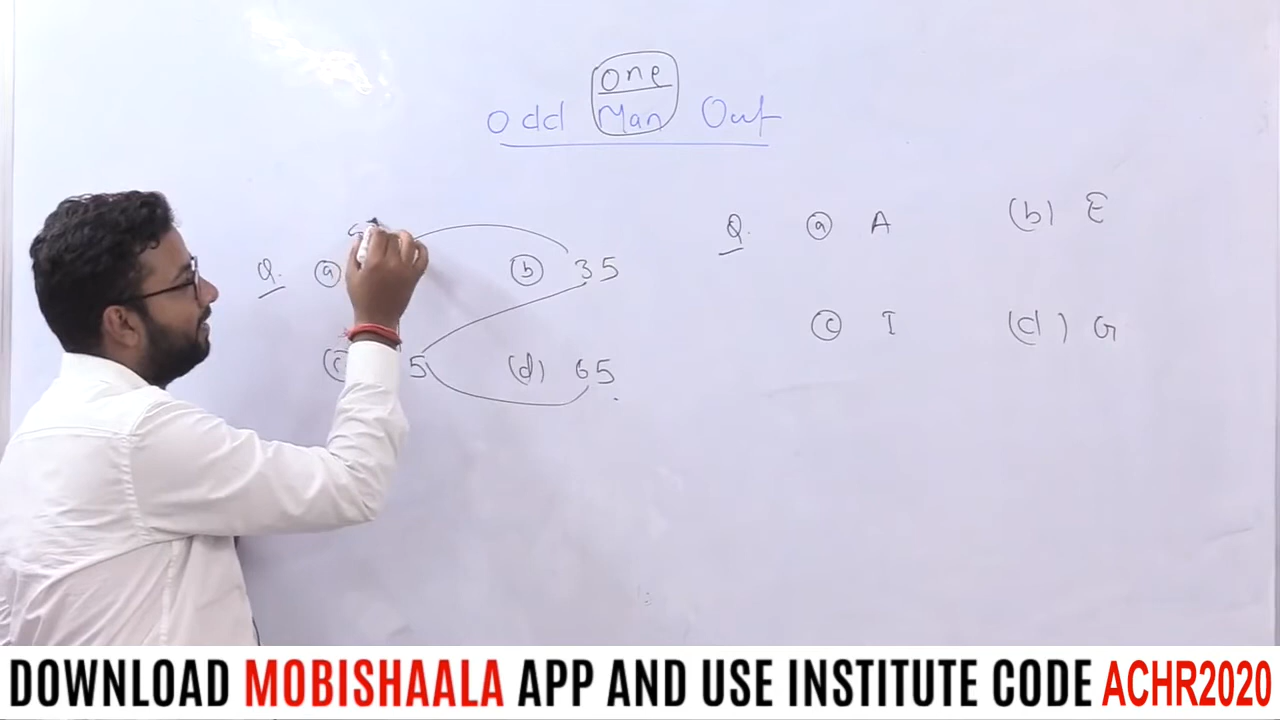 One
Odd Man Out
Q. (a) (b) 35
(c) 5 (d) 65
Q. (a) A (b) E
(c) I (d) G
DOWNLOAD MOBISHAALA APP AND USE INSTITUTE CODE ACHR2020